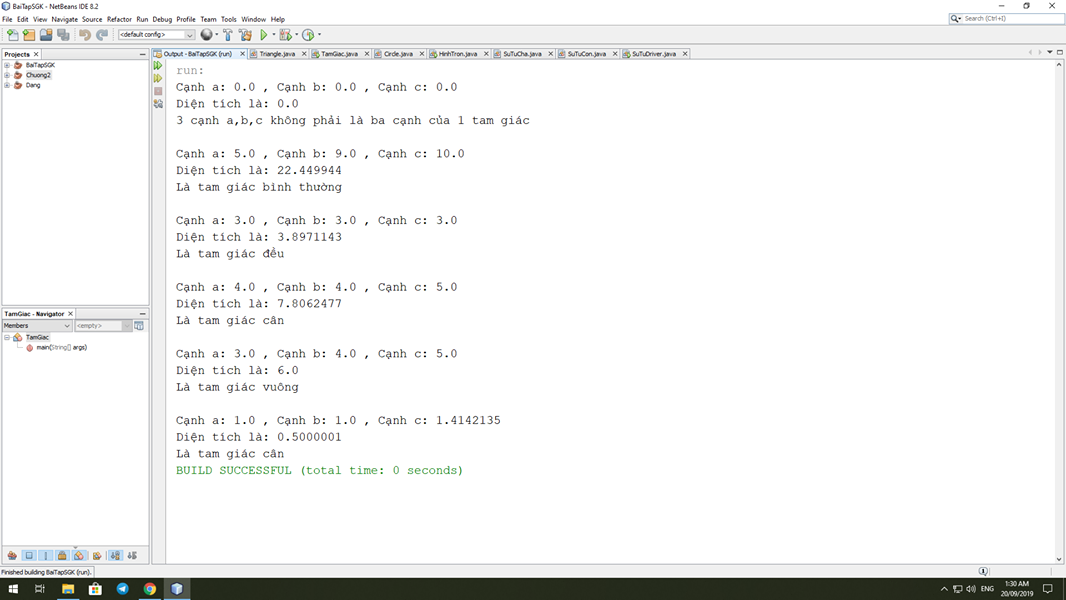 BaiTapSGK - NetBeans IDE 8.2
File Edit View Navigate Source Refactor Run Debug Profile Team Tools Window Help
Search (Ctrl+I)
<default config>
Projects
BaiTapSGK
Chuong2
Dang
Output - BaiTapSGK (run) Triangle.java TamGiac.java Circle.java HinhTron.java SuTuCha.java SuTuCon.java SuTuDriver.java
run:
Cạnh a: 0.0 , Cạnh b: 0.0 , Cạnh c: 0.0
Diện tích là: 0.0
3 cạnh a,b,c không phải là ba cạnh của 1 tam giác
Cạnh a: 5.0 , Cạnh b: 9.0 , Cạnh c: 10.0
Diện tích là: 22.449944
Là tam giác bình thường
Cạnh a: 3.0 , Cạnh b: 3.0 , Cạnh c: 3.0
Diện tích là: 3.8971143
Là tam giác đều
Cạnh a: 4.0 , Cạnh b: 4.0 , Cạnh c: 5.0
Diện tích là: 7.8062477
Là tam giác cân
Cạnh a: 3.0 , Cạnh b: 4.0 , Cạnh c: 5.0
Diện tích là: 6.0
Là tam giác vuông
Cạnh a: 1.0 , Cạnh b: 1.0 , Cạnh c: 1.4142135
Diện tích là: 0.5000001
Là tam giác cân
BUILD SUCCESSFUL (total time: 0 seconds)
TamGiac - Navigator
Members <empty>
TamGiac
main(String[] args)
Finished building BaiTapSGK (run).
1
ENG
1:30 AM
20/09/2019